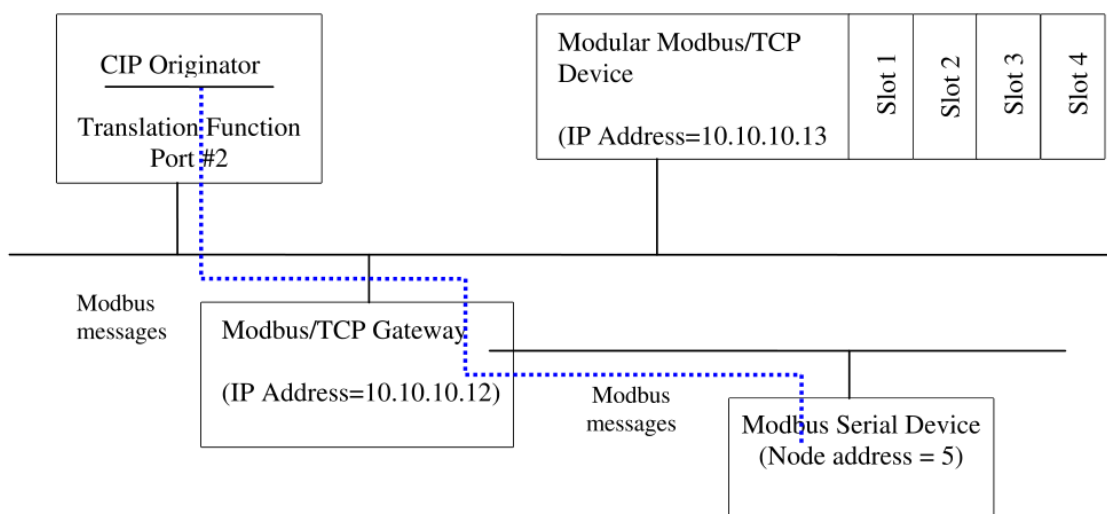 CIP Originator
Translation Function
Port #2
Modular Modbus/TCP
Device
(IP Address=10.10.10.13
Slot 1
Slot 2
Slot 3
Slot 4
Modbus
messages
Modbus/TCP Gateway
(IP Address=10.10.10.12)
Modbus
messages
Modbus Serial Device
(Node address = 5)